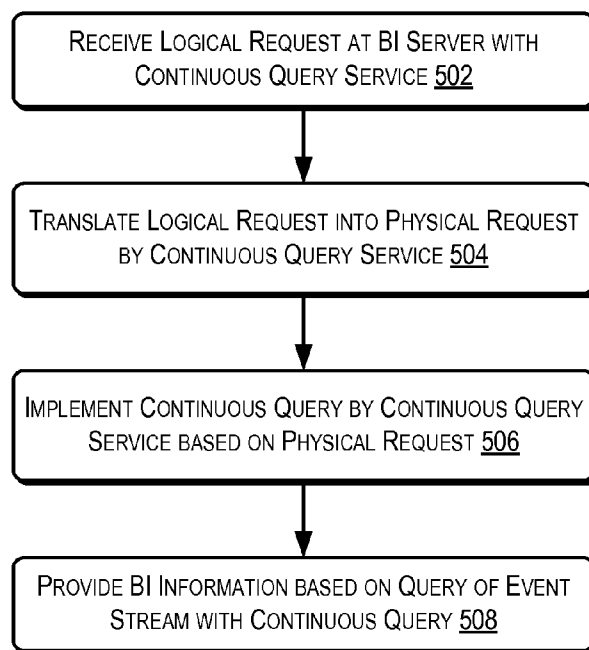 RECEIVE LOGICAL REQUEST AT BI SERVER WITH
CONTINUOUS QUERY SERVICE 502
TRANSLATE LOGICAL REQUEST INTO PHYSICAL REQUEST
BY CONTINUOUS QUERY SERVICE 504
IMPLEMENT CONTINUOUS QUERY BY CONTINUOUS QUERY
SERVICE BASED ON PHYSICAL REQUEST 506
PROVIDE BI INFORMATION BASED ON QUERY OF EVENT
STREAM WITH CONTINUOUS QUERY 508